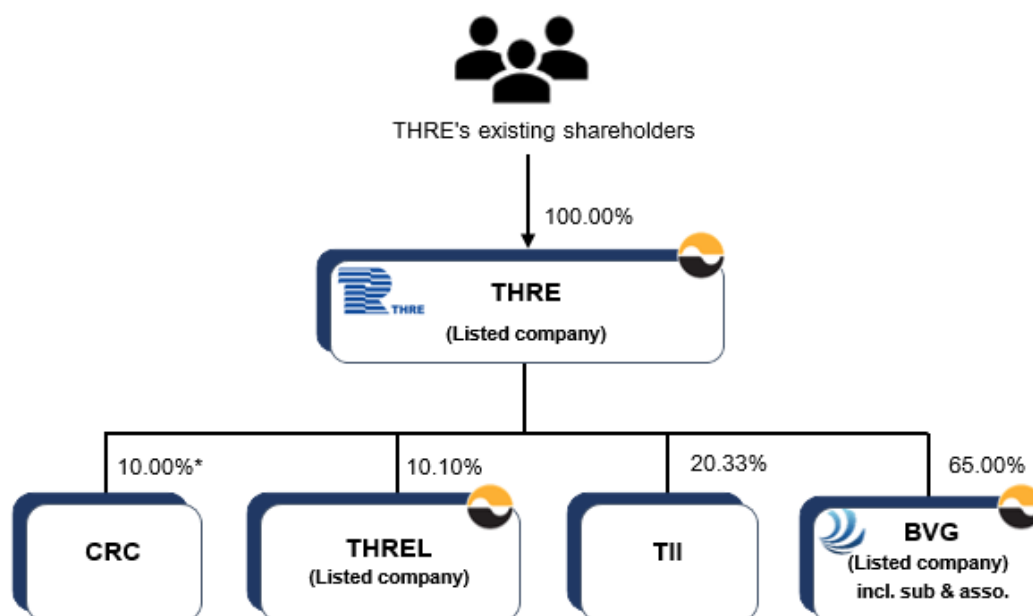 THRE's existing shareholders
100.00%
THRE
THRE
(Listed company)
10.00%*
10.10%
20.33%
65.00%
CRC
THREL
(Listed company)
TII
BVG
(Listed company)
incl. sub & asso.